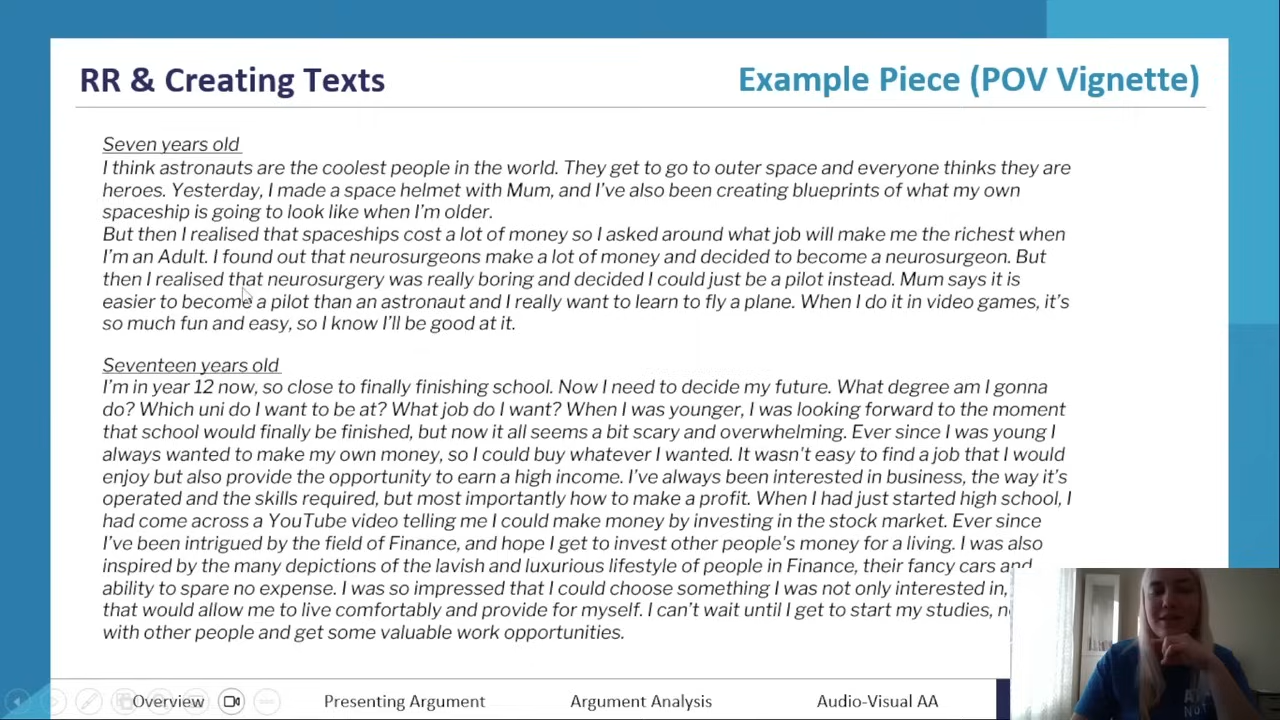 RR & Creating Texts
Example Piece (POV Vignette)
Seven years old
I think astronauts are the coolest people in the world. They get to go to outer space and everyone thinks they are
heroes. Yesterday, I made a space helmet with Mum, and I've also been creating blueprints of what my own
spaceship is going to look like when I'm older.
But then I realised that spaceships cost a lot of money so I asked around what job will make me the richest when
I'm an Adult. I found out that neurosurgeons make a lot of money and decided to become a neurosurgeon. But
then I realised that neurosurgery was really boring and decided I could just be a pilot instead. Mum says it is
easier to become a pilot than an astronaut and I really want to learn to fly a plane. When I do it in video games, it's
so much fun and easy, so I know I'll be good at it.
Seventeen years old
I'm in year 12 now, so close to finally finishing school. Now I need to decide my future. What degree am I gonna
do? Which uni do I want to be at? What job do I want? When I was younger, I was looking forward to the moment
that school would finally be finished, but now it all seems a bit scary and overwhelming. Ever since I was young I
always wanted to make my own money, so I could buy whatever I wanted. It wasn't easy to find a job that I would
enjoy but also provide the opportunity to earn a high income. I've always been interested in business, the way it's
operated and the skills required, but most importantly how to make a profit. When I had just started high school, I
had come across a YouTube video telling me I could make money by investing in the stock market. Ever since
I've been intrigued by the field of Finance, and hope I get to invest other people's money for a living. I was also
inspired by the many depictions of the lavish and luxurious lifestyle of people in Finance, their fancy cars and
ability to spare no expense. I was so impressed that I could choose something I was not only interested in,
that would allow me to live comfortably and provide for myself. I can't wait until I get to start my studies,
with other people and get some valuable work opportunities.
Overview
Presenting Argument
Argument Analysis
Audio-Visual AA